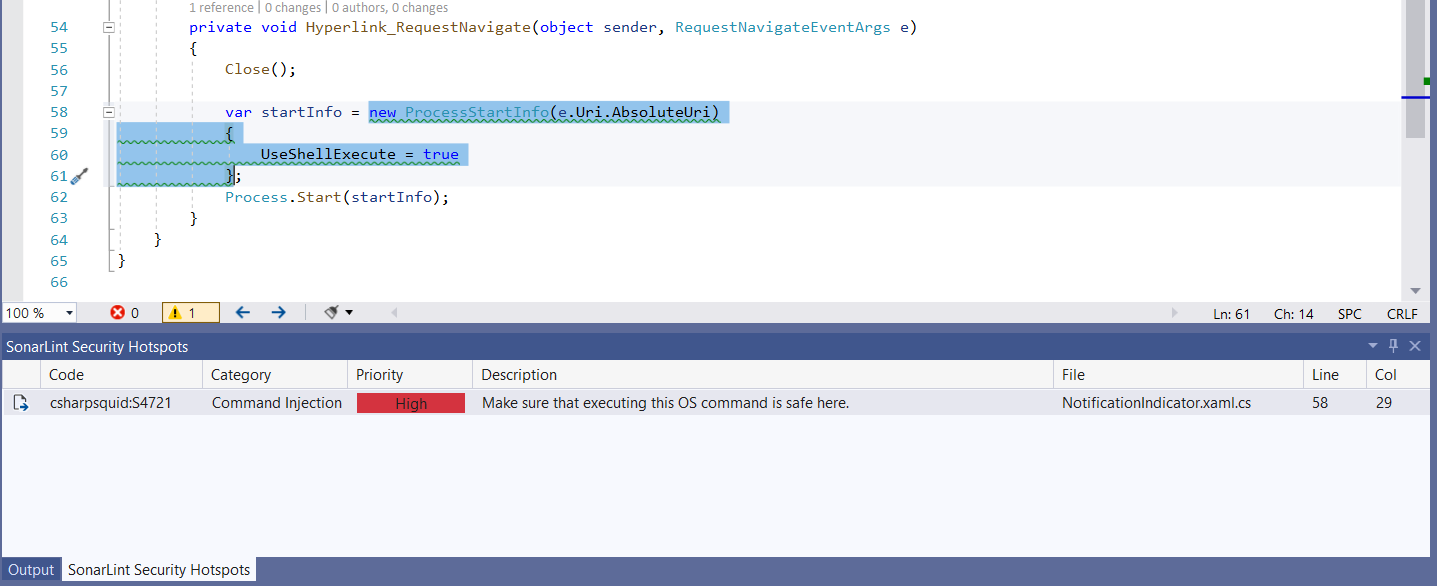 1 reference | 0 changes | 0 authors, 0 changes
54 private void Hyperlink_RequestNavigate(object sender, RequestNavigateEventArgs e)
55 {
56 Close();
57
58 var startInfo = new ProcessStartInfo(e.Uri.AbsoluteUri)
59 {
60 UseShellExecute = true
61 };
62 Process.Start(startInfo);
63 }
64 }
65 }
66
100 % 0 1 Ln: 61 Ch: 14 SPC CRLF
SonarLint Security Hotspots
Code Category Priority Description File Line Col
csharpsquid:S4721 Command Injection High Make sure that executing this OS command is safe here. NotificationIndicator.xaml.cs 58 29
Output SonarLint Security Hotspots